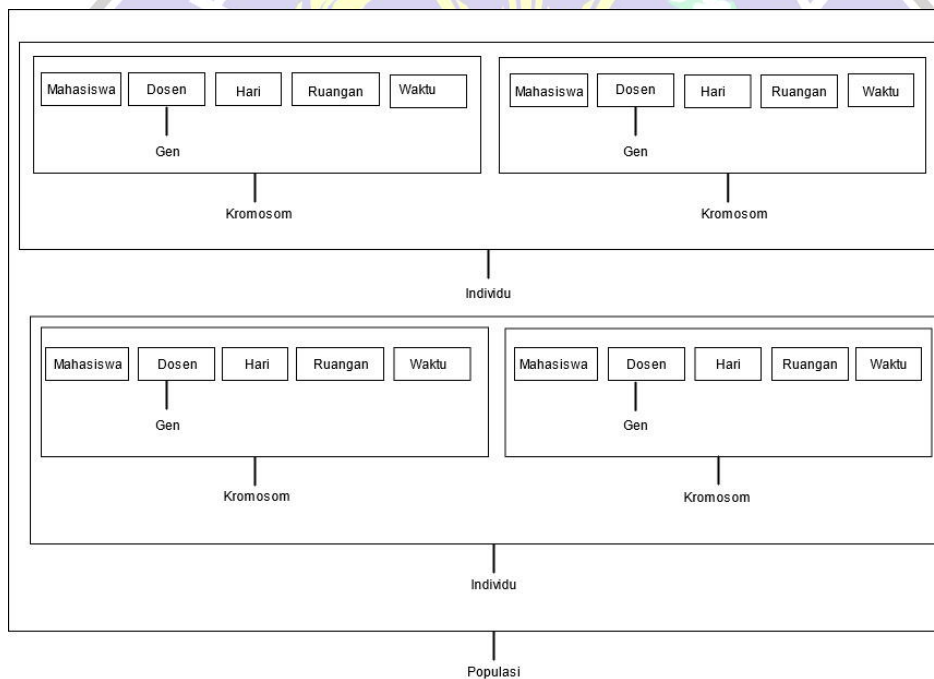 Mahasiswa Dosen Hari Ruangan Waktu
Gen
Kromosom
Mahasiswa Dosen Hari Ruangan Waktu
Gen
Kromosom
Individu
Mahasiswa Dosen Hari Ruangan Waktu
Gen
Kromosom
Mahasiswa Dosen Hari Ruangan Waktu
Gen
Kromosom
Individu
Populasi